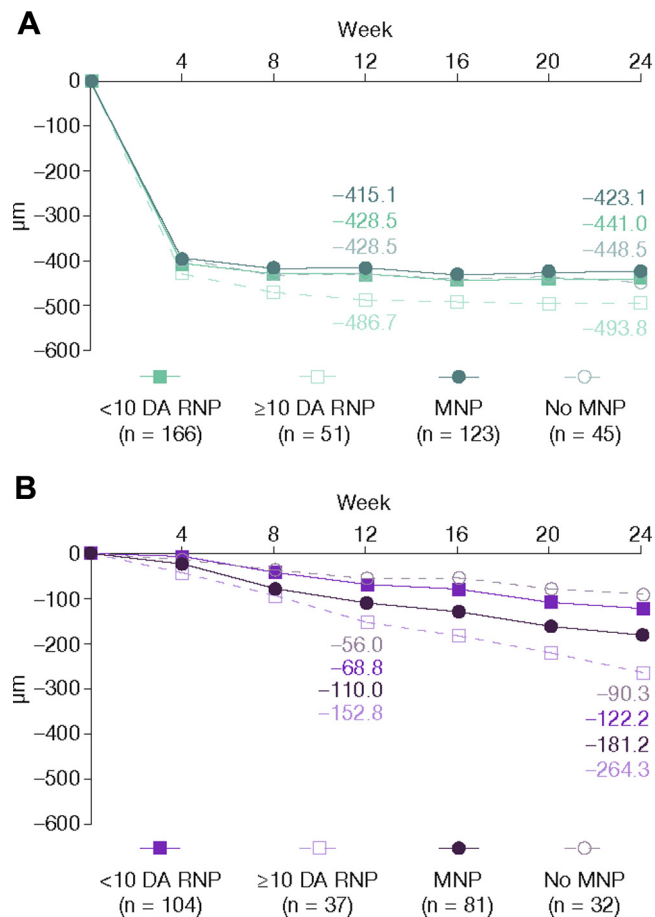 A
Week
4 8 12 16 20 24
0
−100
−200
−300
−400
−500
−600
µm
−415.1
−428.5
−428.5
−486.7
−423.1
−441.0
−448.5
−493.8
<10 DA RNP ≥10 DA RNP MNP No MNP
(n = 166) (n = 51) (n = 123) (n = 45)
B
Week
4 8 12 16 20 24
0
−100
−200
−300
−400
−500
−600
µm
−56.0
−68.8
−110.0
−152.8
−90.3
−122.2
−181.2
−264.3
<10 DA RNP ≥10 DA RNP MNP No MNP
(n = 104) (n = 37) (n = 81) (n = 32)